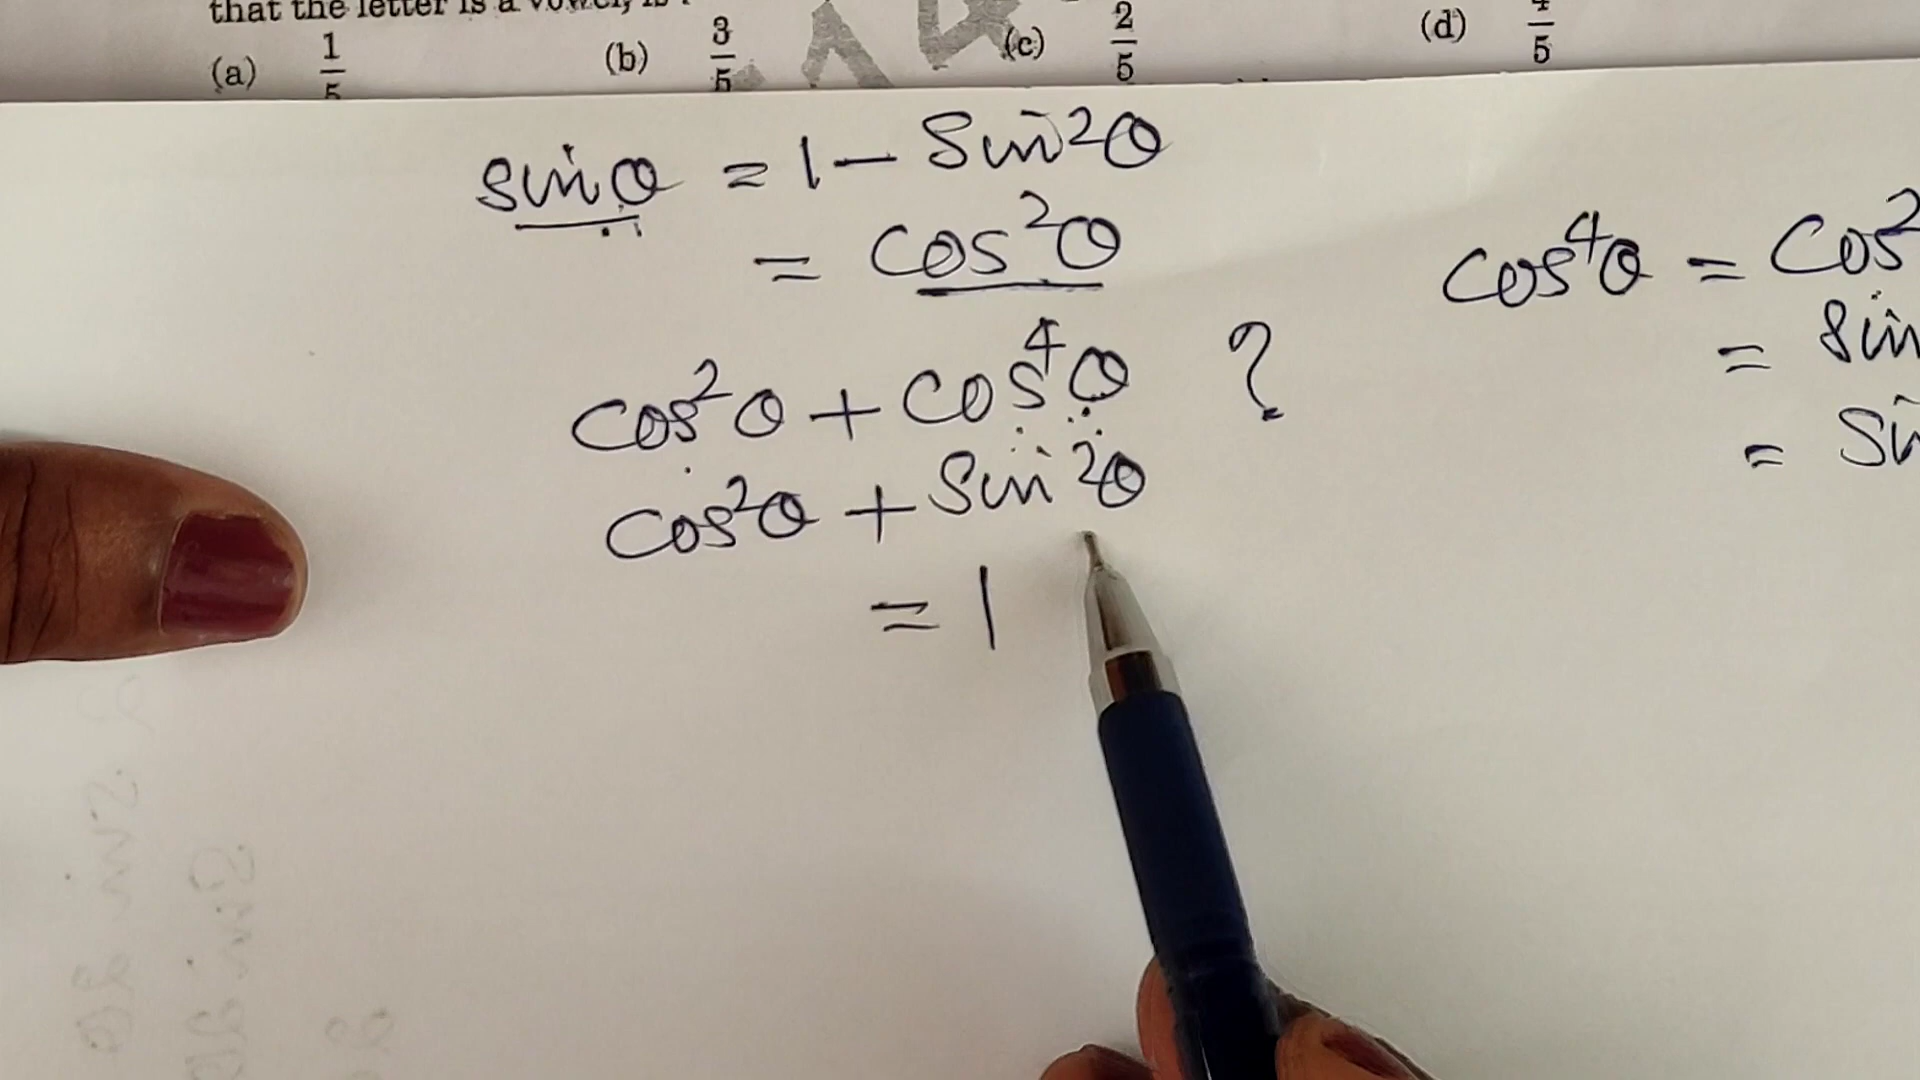 that the letter is a vowel, is
(a) 1/5 (b) 3/5 (c) 2/5 (d) 4/5
sinθ = 1 - Sin²θ
= cos²θ
cos²θ + cos⁴θ ?
cos²θ + Sin²θ
= 1
cos⁴θ = Cos²
= Sin
=